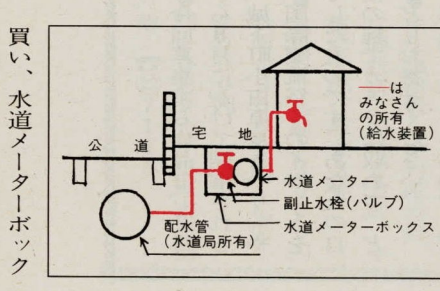 買い、水道メーターボック
──は
みなさん
の所有
(給水装置)
公道
宅地
水道メーター
副止水栓(バルブ)
水道メーターボックス
配水管
(水道局所有)